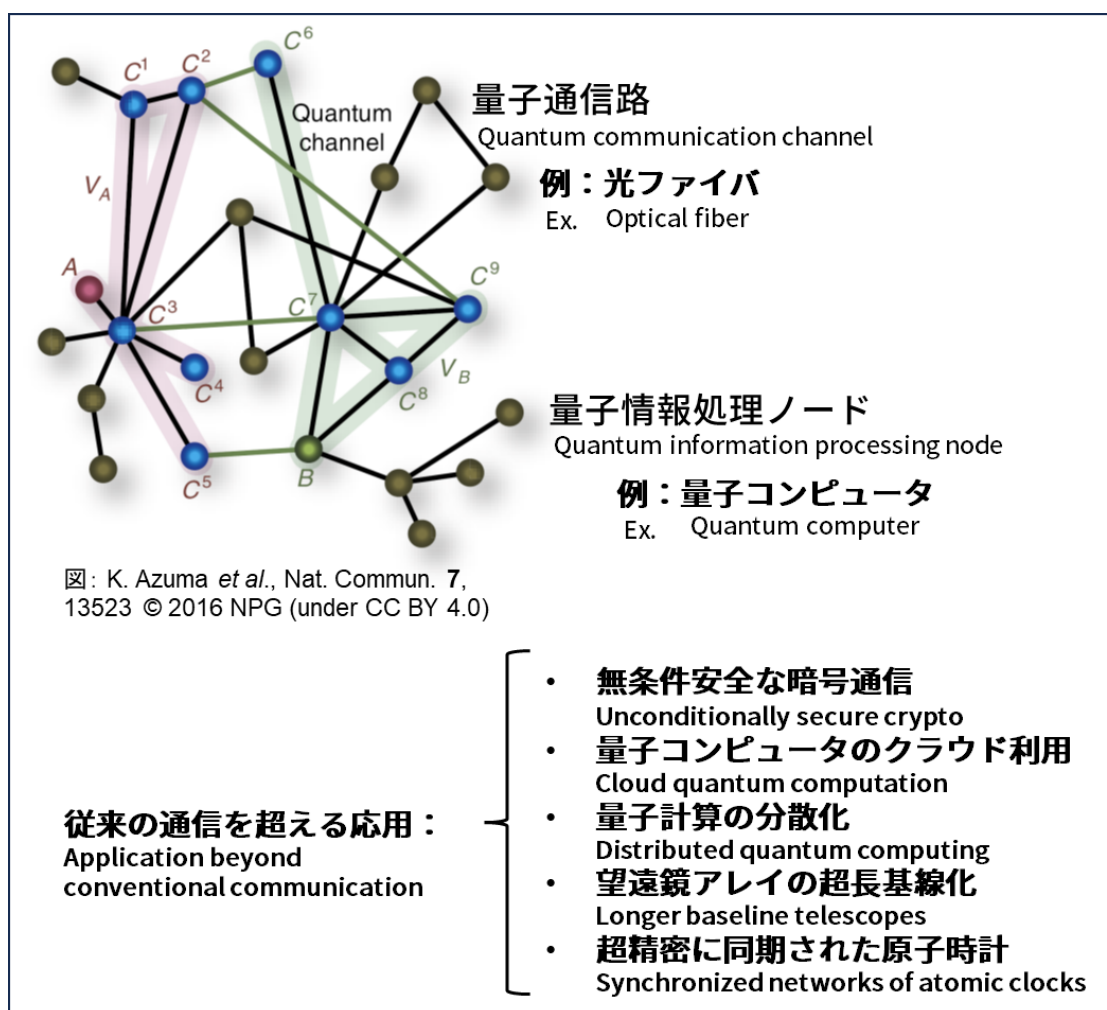 C1
C2
C6
Quantum
channel
VA
A
C3
C4
C5
C7
C9
C8
VB
B
量子通信路
Quantum communication channel
例：光ファイバ
Ex. Optical fiber
量子情報処理ノード
Quantum information processing node
例：量子コンピュータ
Ex. Quantum computer
図: K. Azuma et al., Nat. Commun. 7,
13523 © 2016 NPG (under CC BY 4.0)
従来の通信を超える応用：
Application beyond
conventional communication
・ 無条件安全な暗号通信
Unconditionally secure crypto
・ 量子コンピュータのクラウド利用
Cloud quantum computation
・ 量子計算の分散化
Distributed quantum computing
・ 望遠鏡アレイの超長基線化
Longer baseline telescopes
・ 超精密に同期された原子時計
Synchronized networks of atomic clocks